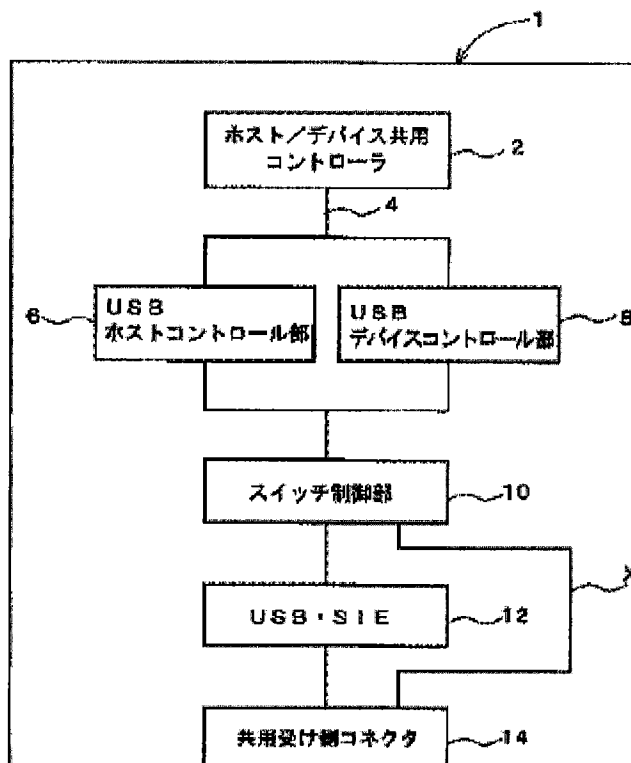 1
ホスト／デバイス共用
コントローラ
2
4
6
USB
ホストコントロール部
USB
デバイスコントロール部
8
スイッチ制御部
10
USB・SIE
12
共用受け側コネクタ
14